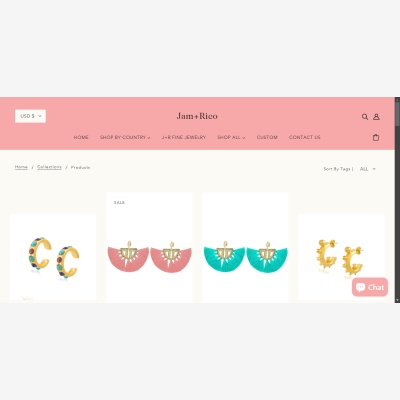 USD $
Jam+Rico
HOME SHOP BY COUNTRY J+R FINE JEWELRY SHOP ALL CUSTOM CONTACT US
Home / Collections / Products
Sort By Tags | ALL
SALE
Chat